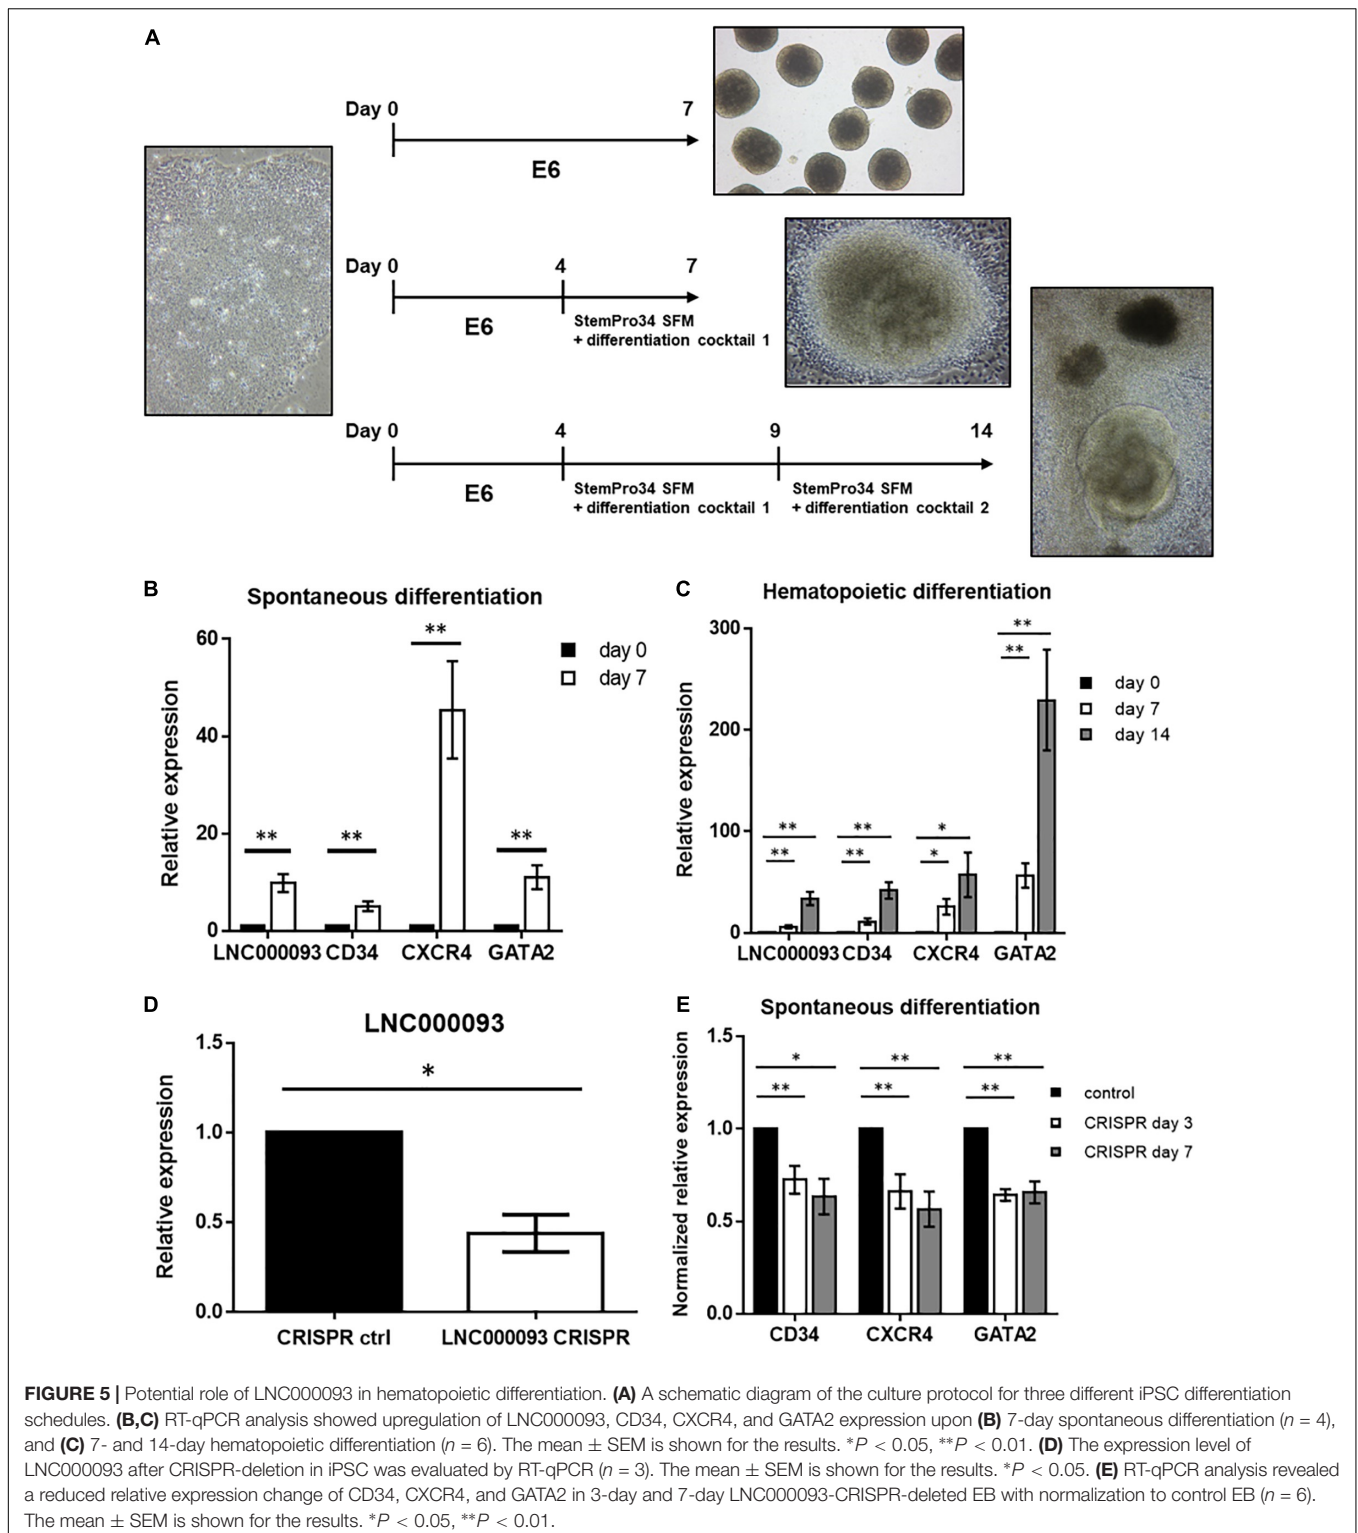 A
Day 0 7
E6
Day 0 4 7
E6
StemPro34 SFM
+ differentiation cocktail 1
Day 0 4 9 14
E6
StemPro34 SFM
+ differentiation cocktail 1
StemPro34 SFM
+ differentiation cocktail 2
B
Spontaneous differentiation
Relative expression
60
40
20
0
**
**
**
**
LNC000093 CD34 CXCR4 GATA2
day 0
day 7
C
Hematopoietic differentiation
Relative expression
300
200
100
0
**
**
**
**
*
*
**
**
LNC000093 CD34 CXCR4 GATA2
day 0
day 7
day 14
D
LNC000093
Relative expression
1.5
1.0
0.5
0.0
*
CRISPR ctrl LNC000093 CRISPR
E
Spontaneous differentiation
Normalized relative expression
1.5
1.0
0.5
0.0
*
**
**
**
**
**
CD34 CXCR4 GATA2
control
CRISPR day 3
CRISPR day 7
FIGURE 5 | Potential role of LNC000093 in hematopoietic differentiation. (A) A schematic diagram of the culture protocol for three different iPSC differentiation
schedules. (B,C) RT-qPCR analysis showed upregulation of LNC000093, CD34, CXCR4, and GATA2 expression upon (B) 7-day spontaneous differentiation (n = 4),
and (C) 7- and 14-day hematopoietic differentiation (n = 6). The mean ± SEM is shown for the results. *P < 0.05, **P < 0.01. (D) The expression level of
LNC000093 after CRISPR-deletion in iPSC was evaluated by RT-qPCR (n = 3). The mean ± SEM is shown for the results. *P < 0.05. (E) RT-qPCR analysis revealed
a reduced relative expression change of CD34, CXCR4, and GATA2 in 3-day and 7-day LNC000093-CRISPR-deleted EB with normalization to control EB (n = 6).
The mean ± SEM is shown for the results. *P < 0.05, **P < 0.01.